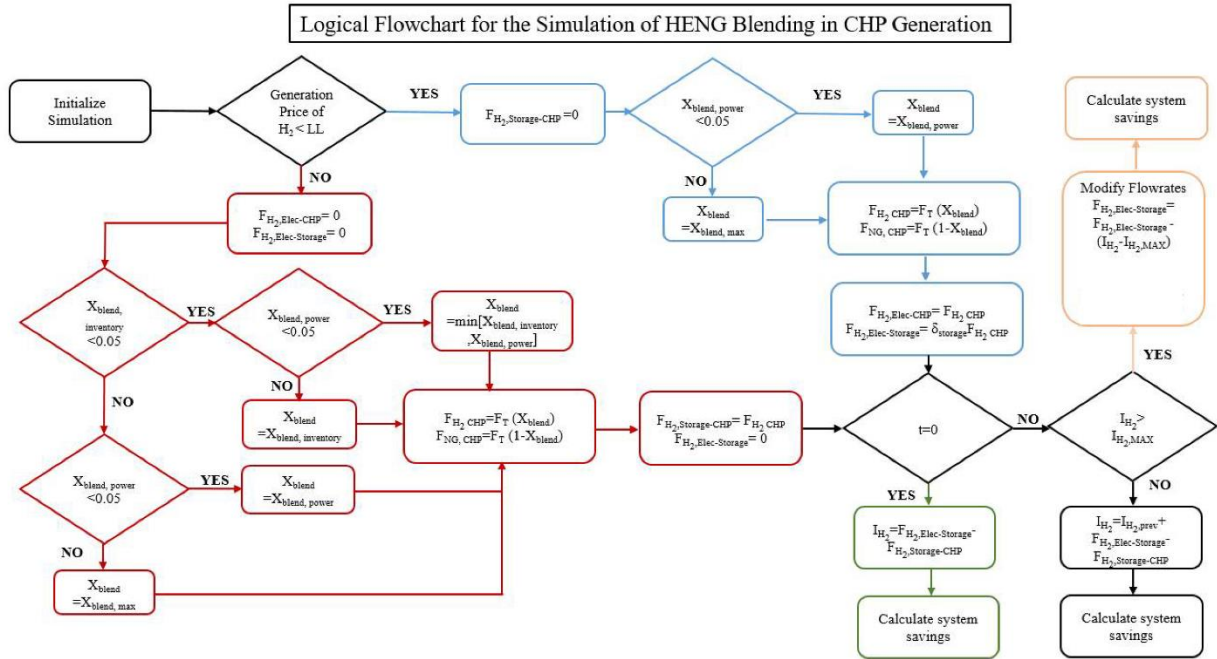 Logical Flowchart for the Simulation of HENG Blending in CHP Generation
Initialize
Simulation
Generation
Price of
H2 < LL
YES
FH2,Storage-CHP =0
Xblend, power
<0.05
YES
Xblend
=Xblend, power
NO
Xblend
=Xblend, max
FH2 CHP=FT (Xblend)
FNG, CHP=FT (1-Xblend)
FH2,Elec-CHP= FH2 CHP
FH2,Elec-Storage= δstorageFH2 CHP
NO
FH2,Elec-CHP= 0
FH2,Elec-Storage= 0
Xblend,
inventory
<0.05
YES
Xblend, power
<0.05
YES
Xblend
=min[Xblend, inventory
,Xblend, power]
NO
Xblend
=Xblend, inventory
NO
Xblend, power
<0.05
YES
Xblend
=Xblend, power
NO
Xblend
=Xblend, max
FH2 CHP=FT (Xblend)
FNG, CHP=FT (1-Xblend)
FH2,Storage-CHP= FH2 CHP
FH2,Elec-Storage= 0
t=0
YES
IH2=FH2,Elec-Storage-
FH2,Storage-CHP
Calculate system
savings
NO
IH2>
IH2,MAX
YES
Modify Flowrates
FH2,Elec-Storage=
FH2,Elec-Storage-
(IH2-IH2,MAX)
Calculate system
savings
NO
IH2=IH2,prev+
FH2,Elec-Storage-
FH2,Storage-CHP
Calculate system
savings